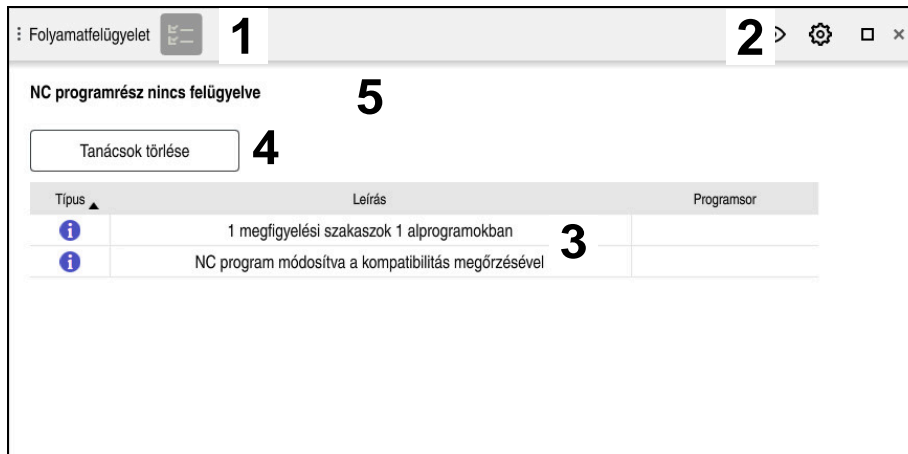 Folyamatfelügyelet 1 2
NC programrész nincs felügyelve 5
Tanácsok törlése 4
Típus Leírás Programsor
1 megfigyelési szakaszok 1 alprogramokban 3
NC program módosítva a kompatibilitás megőrzésével